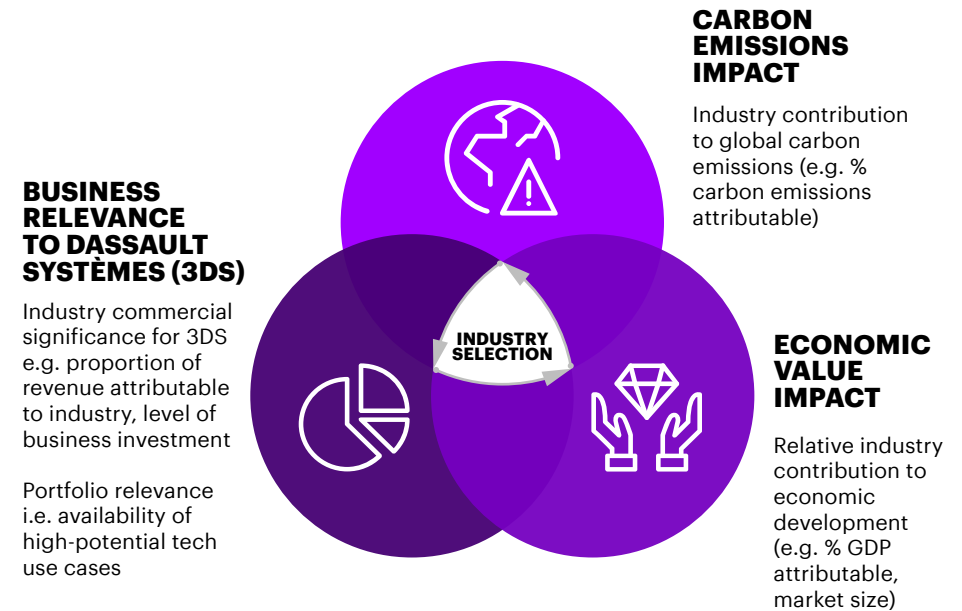 CARBON
EMISSIONS
IMPACT
Industry contribution
to global carbon
emissions (e.g. %
carbon emissions
attributable)
BUSINESS
RELEVANCE
TO DASSAULT
SYSTÈMES (3DS)
Industry commercial
significance for 3DS
e.g. proportion of
revenue attributable
to industry, level of
business investment
Portfolio relevance
i.e. availability of
high-potential tech
use cases
INDUSTRY
SELECTION
ECONOMIC
VALUE
IMPACT
Relative industry
contribution to
economic
development
(e.g. % GDP
attributable,
market size)